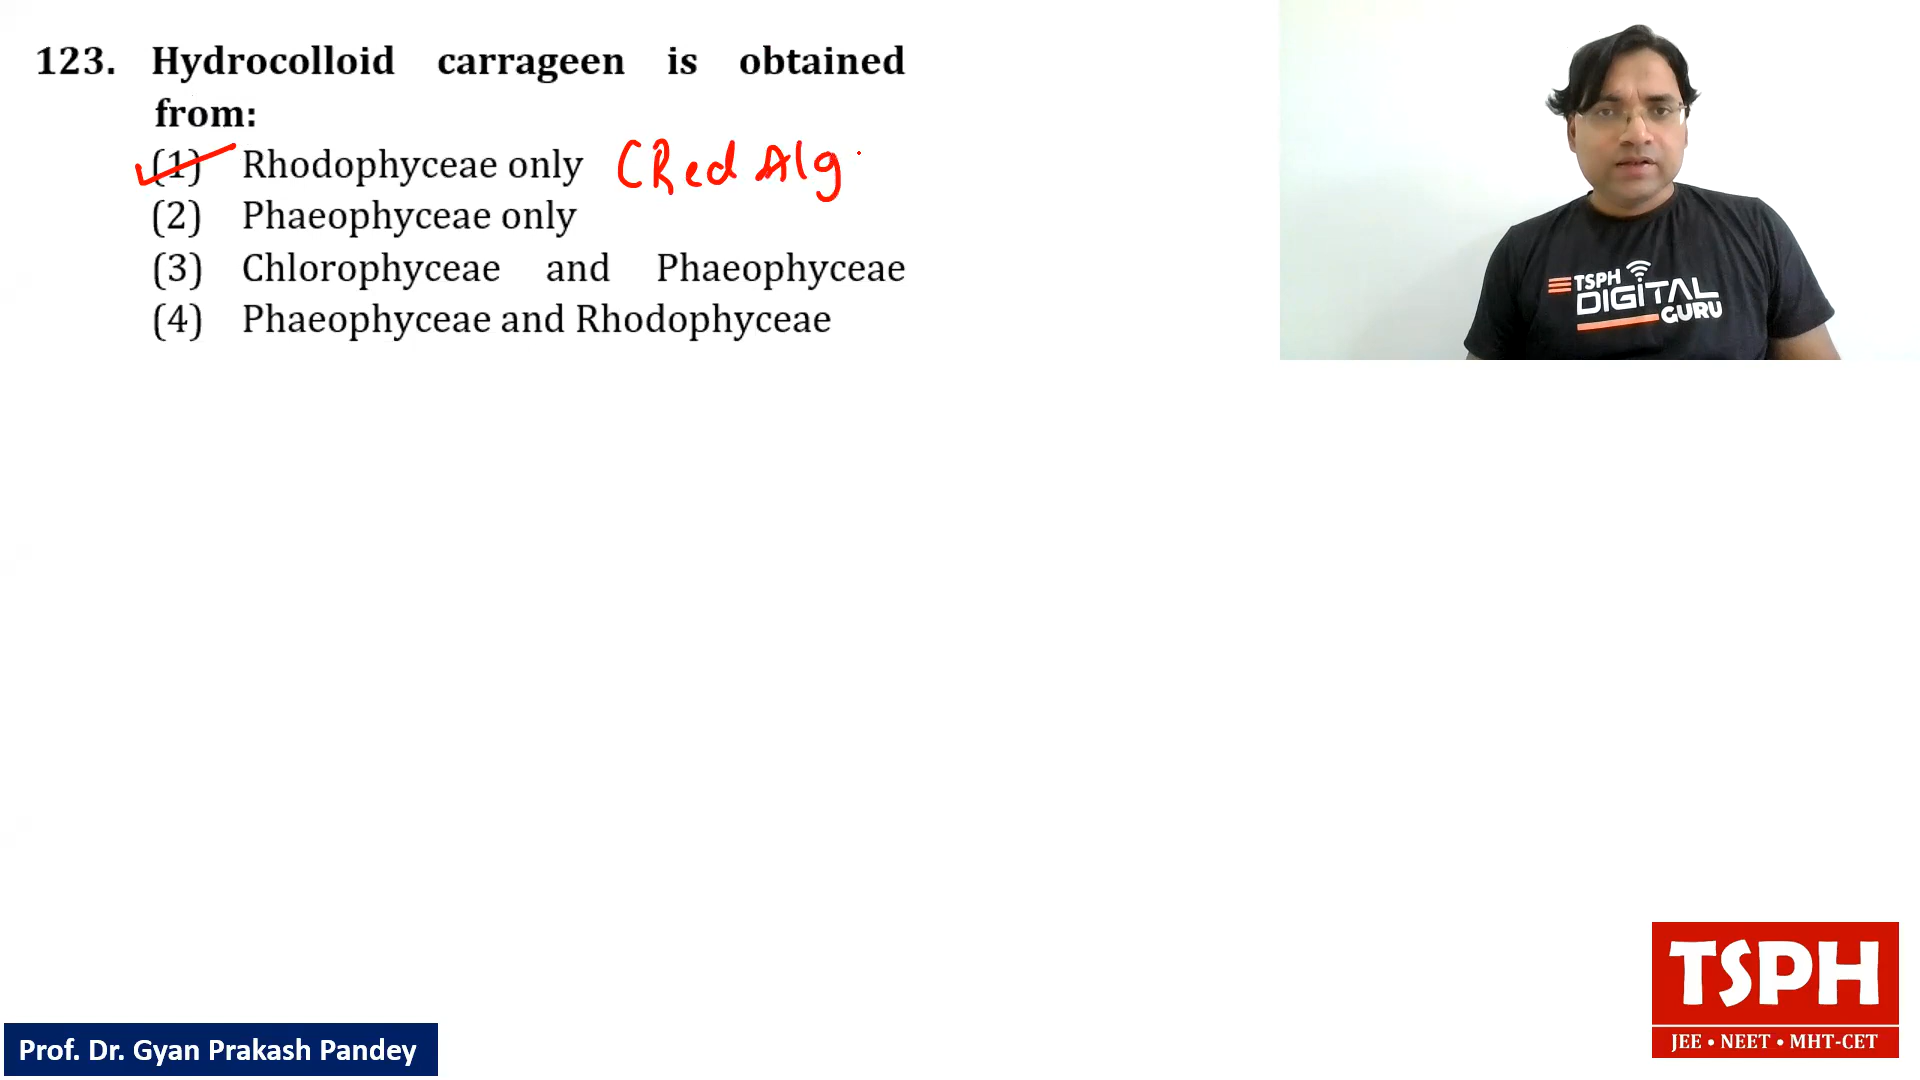 123. Hydrocolloid carrageen is obtained
from:
(1) Rhodophyceae only (Red Alg
(2) Phaeophyceae only
(3) Chlorophyceae and Phaeophyceae
(4) Phaeophyceae and Rhodophyceae
TSPH
DIGITAL
GURU
TSPH
JEE • NEET • MHT-CET
Prof. Dr. Gyan Prakash Pandey